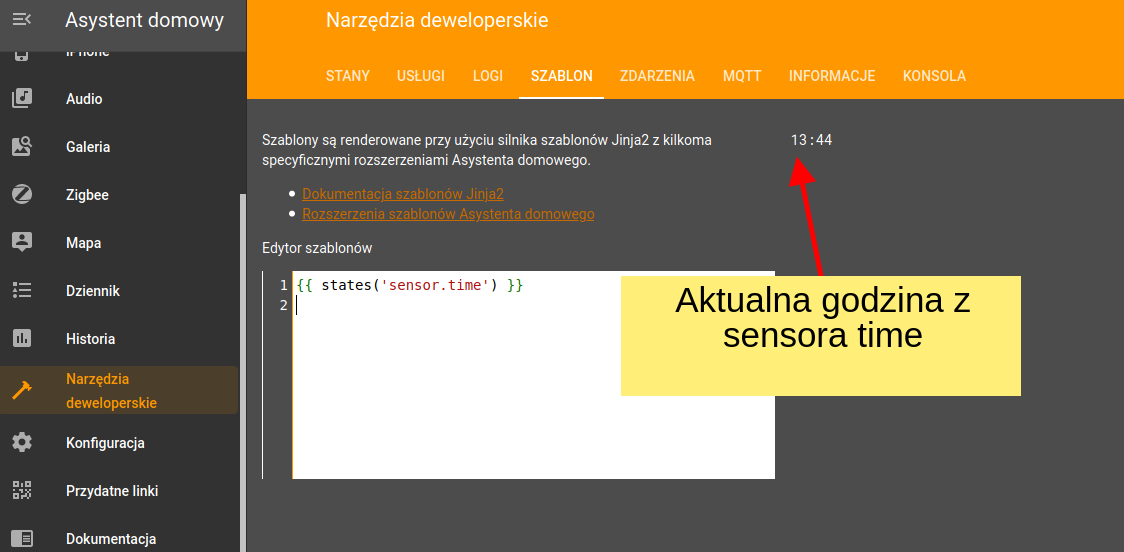 Asystent domowy
iPhone
Audio
Galeria
Zigbee
Mapa
Dziennik
Historia
Narzędzia
deweloperskie
Konfiguracja
Przydatne linki
Dokumentacja
Narzędzia deweloperskie
STANY USŁUGI LOGI SZABLON ZDARZENIA MQTT INFORMACJE KONSOLA
Szablony są renderowane przy użyciu silnika szablonów Jinja2 z kilkoma
specyficznymi rozszerzeniami Asystenta domowego.
Dokumentacja szablonów Jinja2
Rozszerzenia szablonów Asystenta domowego
Edytor szablonów
1 {{ states('sensor.time') }}
2
13:44
Aktualna godzina z
sensora time